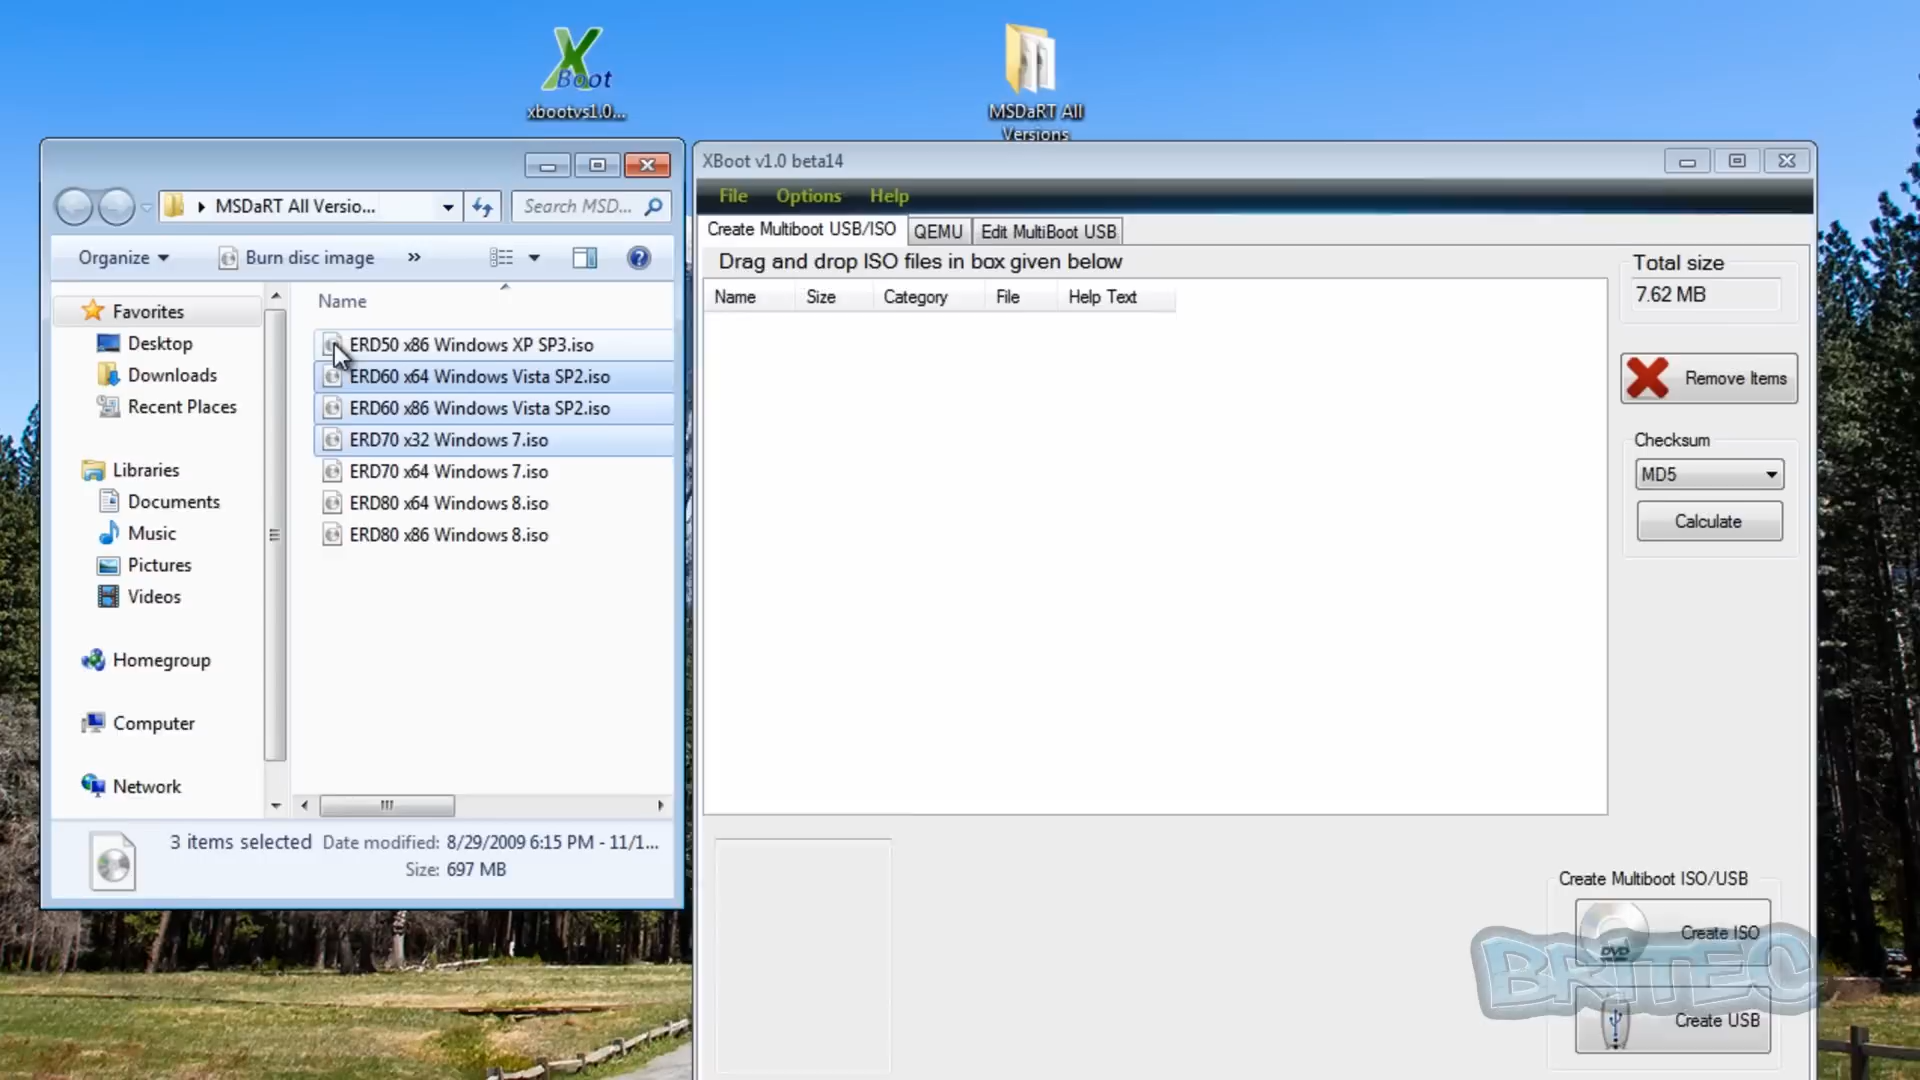 X
Boot
xbootvs1.0...
MSDaRT All
Versions
MSDaRT All Versio...
Search MSD...
Organize
Burn disc image
»
Favorites
Desktop
Downloads
Recent Places
Libraries
Documents
Music
Pictures
Videos
Homegroup
Computer
Network
Name
ERD50 x86 Windows XP SP3.iso
ERD60 x64 Windows Vista SP2.iso
ERD60 x86 Windows Vista SP2.iso
ERD70 x32 Windows 7.iso
ERD70 x64 Windows 7.iso
ERD80 x64 Windows 8.iso
ERD80 x86 Windows 8.iso
3 items selected Date modified: 8/29/2009 6:15 PM - 11/1...
Size: 697 MB
XBoot v1.0 beta14
File Options Help
Create Multiboot USB/ISO QEMU Edit MultiBoot USB
Drag and drop ISO files in box given below
Name Size Category File Help Text
Total size
7.62 MB
Remove Items
Checksum
MD5
Calculate
Create Multiboot ISO/USB
Create ISO
DVD
BRITEC
Create USB